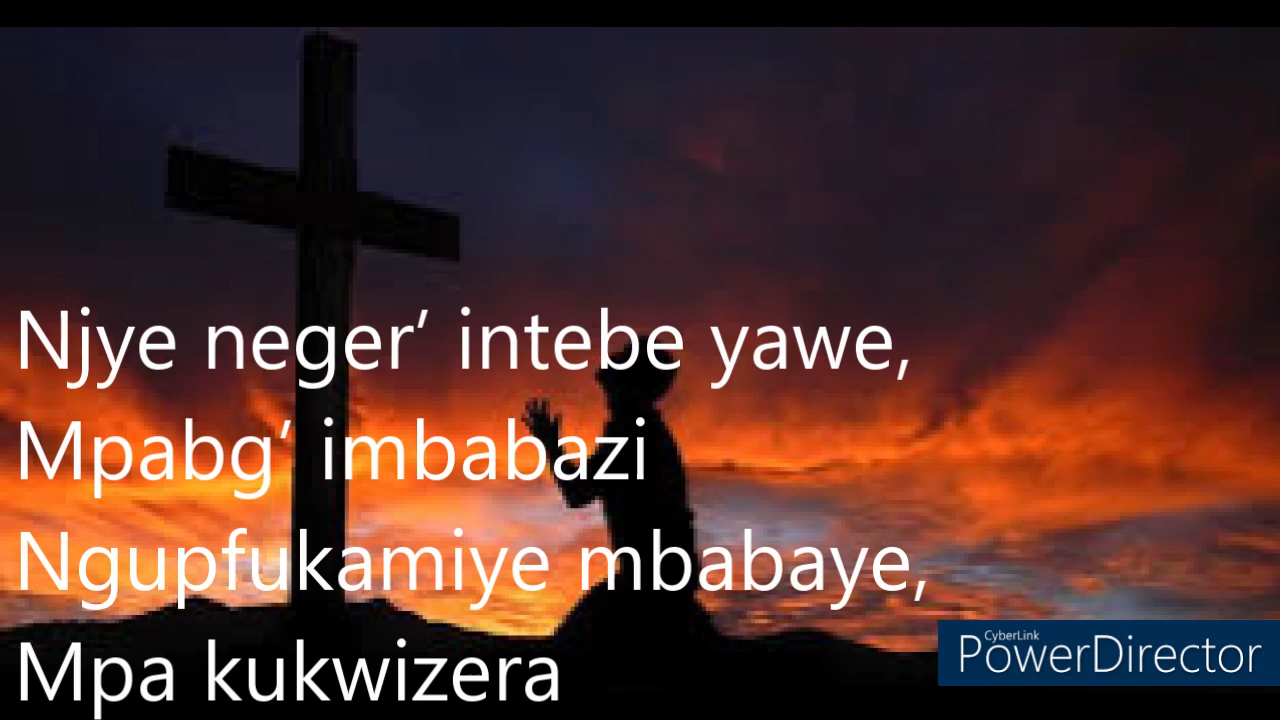 Njye neger’ intebe yawe,
Mpabg’ imbabazi
Ngupfukamiye mbabaye,
Mpa kukwizera
CyberLink
PowerDirector